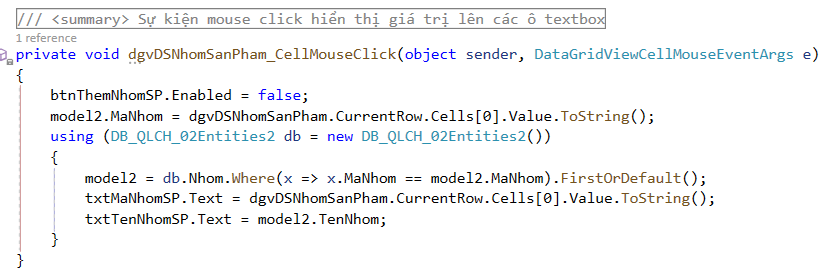 /// <summary> Sự kiện mouse click hiển thị giá trị lên các ô textbox
1 reference
private void dgvDSNhomSanPham_CellMouseClick(object sender, DataGridViewCellMouseEventArgs e)
{
btnThemNhomSP.Enabled = false;
model2.MaNhom = dgvDSNhomSanPham.CurrentRow.Cells[0].Value.ToString();
using (DB_QLCH_02Entities2 db = new DB_QLCH_02Entities2())
{
model2 = db.Nhom.Where(x => x.MaNhom == model2.MaNhom).FirstOrDefault();
txtMaNhomSP.Text = dgvDSNhomSanPham.CurrentRow.Cells[0].Value.ToString();
txtTenNhomSP.Text = model2.TenNhom;
}
}